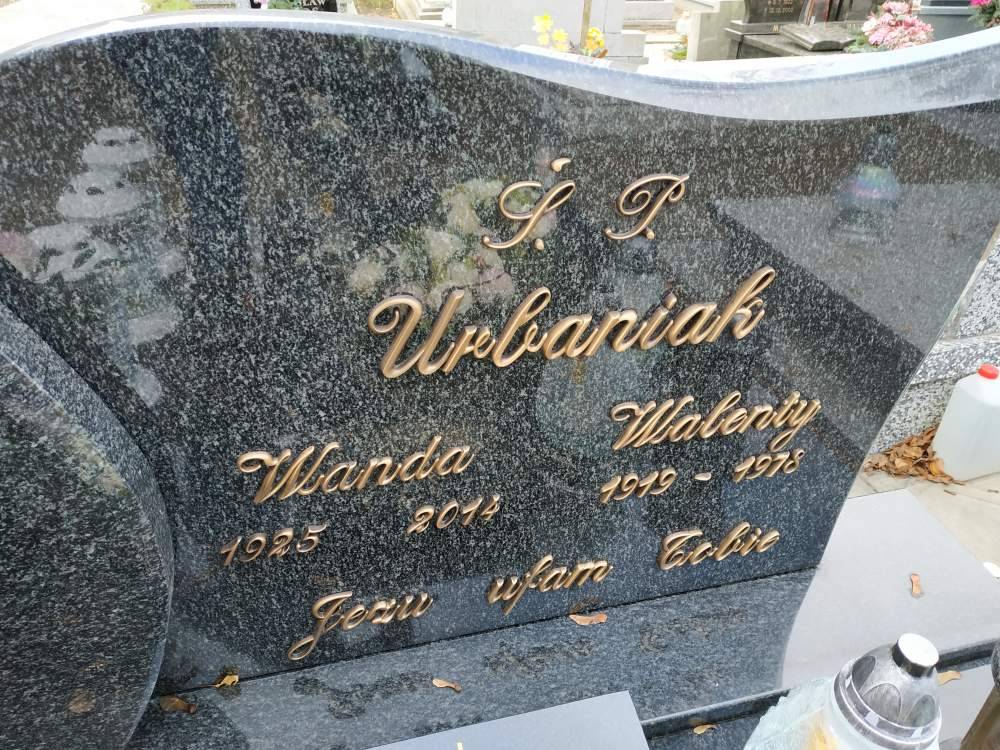 Ś. P.
Urbaniak
Wanda Walenty
1925 2014 1919 - 1978
Jezu ufam Tobie